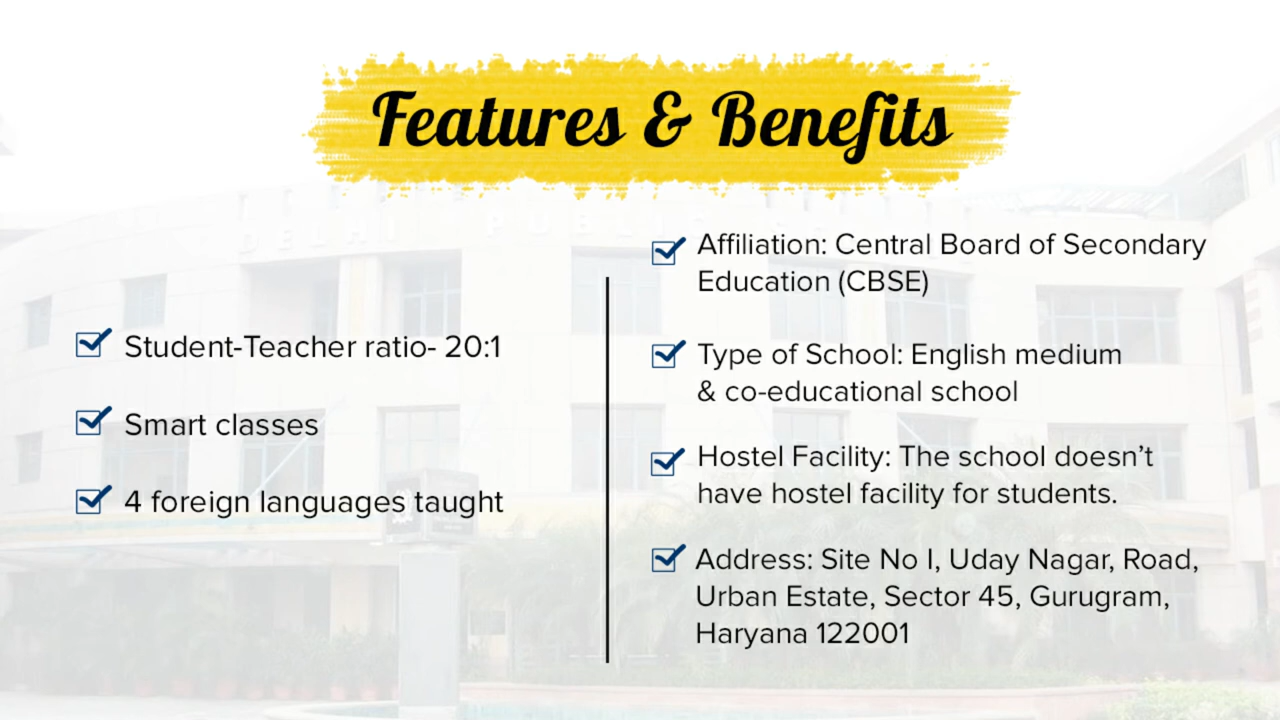 Features & Benefits
Student-Teacher ratio- 20:1
Smart classes
4 foreign languages taught
Affiliation: Central Board of Secondary
Education (CBSE)
Type of School: English medium
& co-educational school
Hostel Facility: The school doesn’t
have hostel facility for students.
Address: Site No I, Uday Nagar, Road,
Urban Estate, Sector 45, Gurugram,
Haryana 122001
DELHI PUBLIC